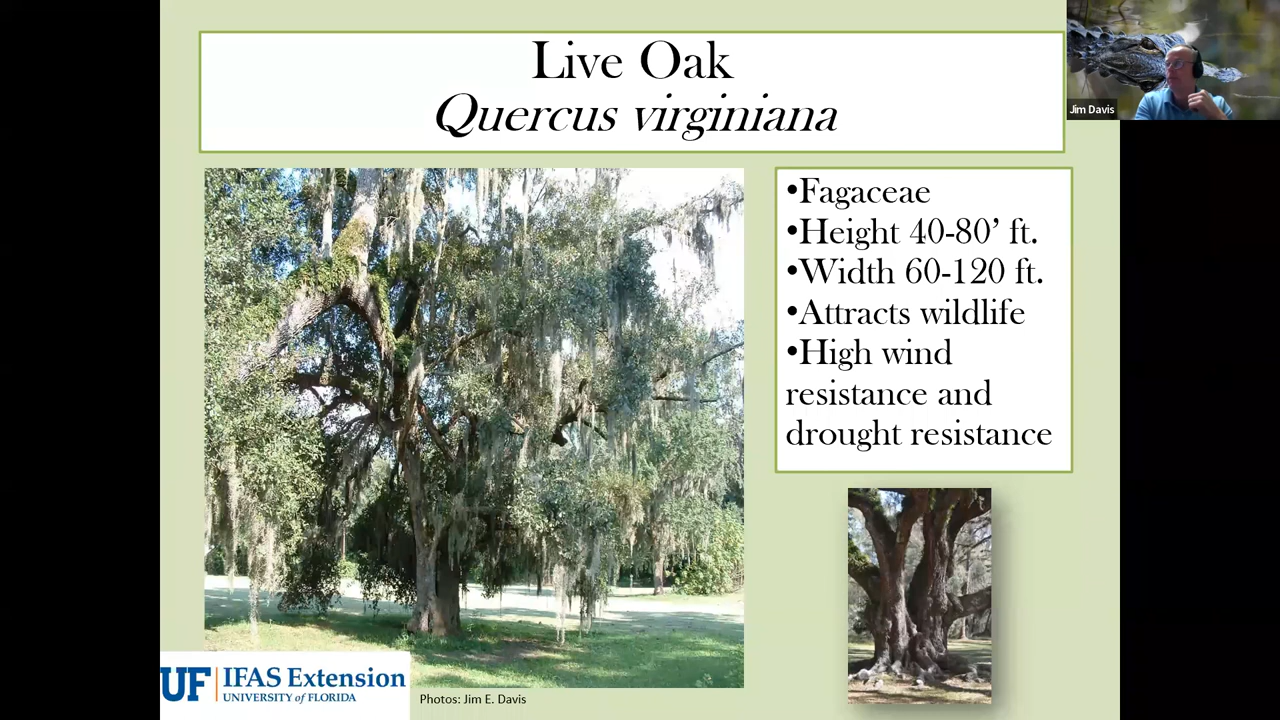 Live Oak
Quercus virginiana
Jim Davis
•Fagaceae
•Height 40-80’ ft.
•Width 60-120 ft.
•Attracts wildlife
•High wind
resistance and
drought resistance
UF IFAS Extension
UNIVERSITY of FLORIDA
Photos: Jim E. Davis